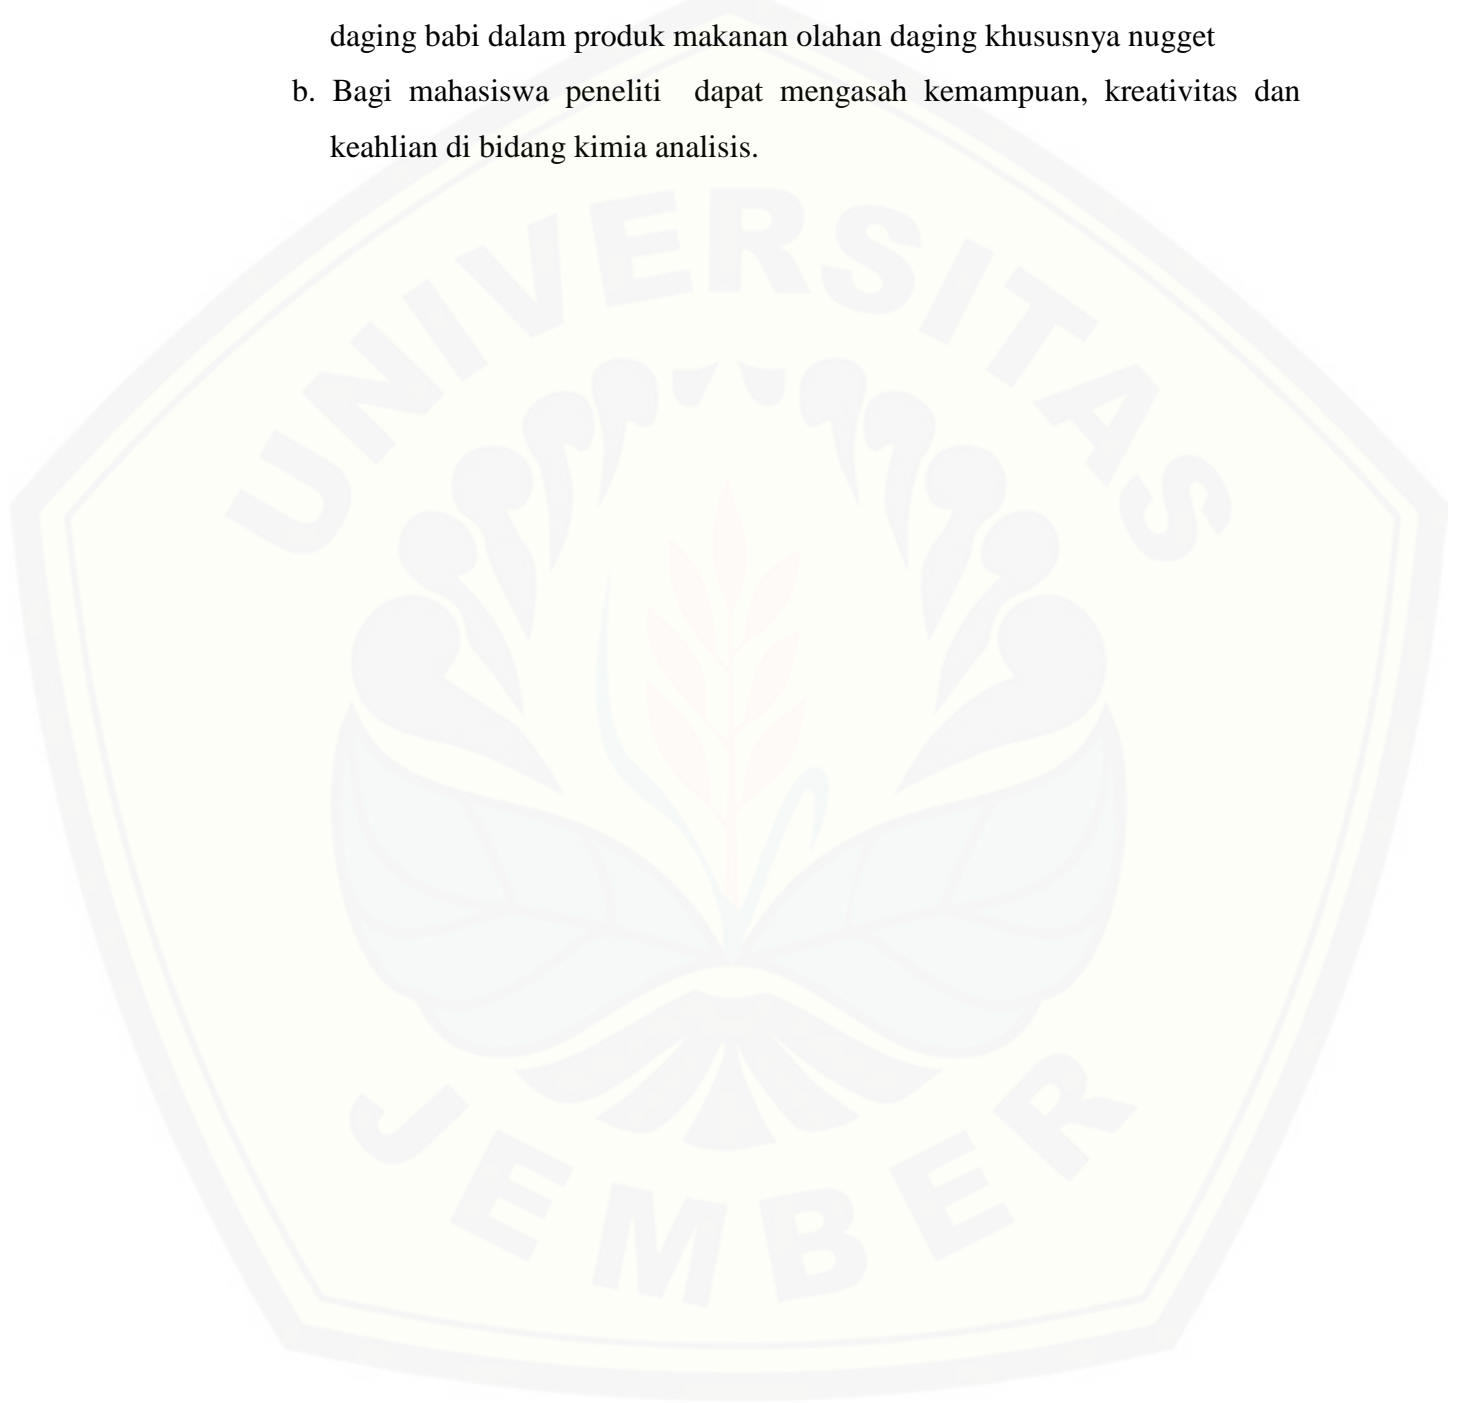 daging babi dalam produk makanan olahan daging khususnya nugget
b. Bagi mahasiswa peneliti dapat mengasah kemampuan, kreativitas dan
keahlian di bidang kimia analisis.
UNIVERSITAS
JEMBER